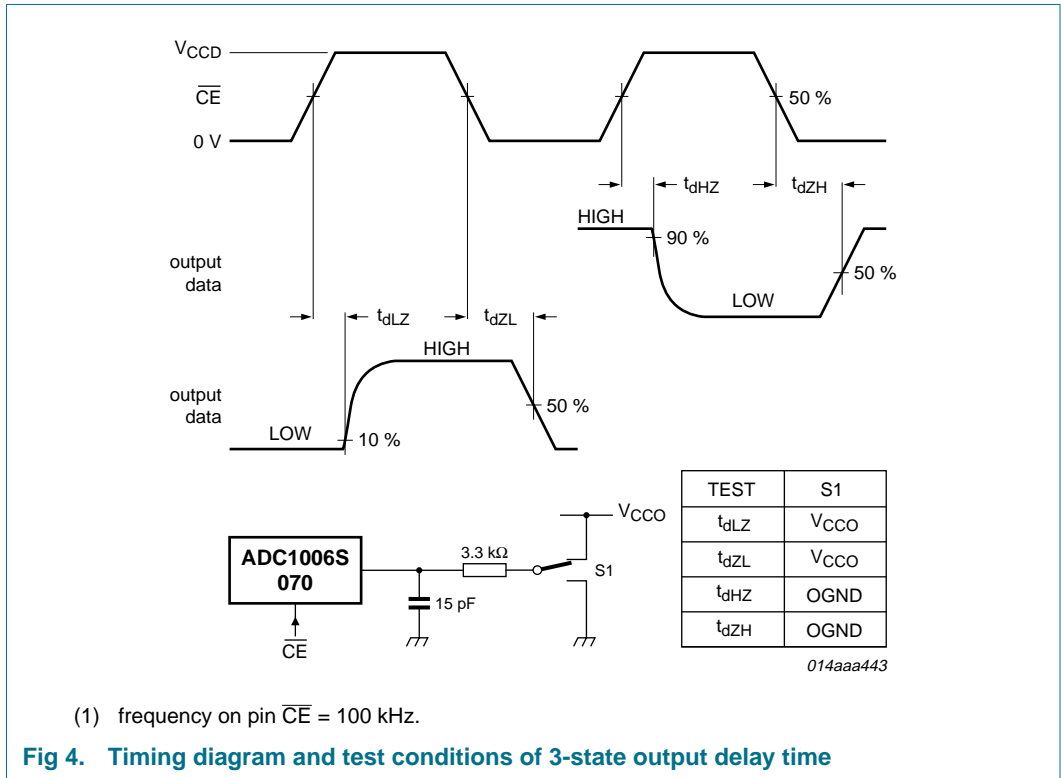 VCCD
CE
0 V
50 %
tdHZ
tdZH
HIGH
90 %
output
data
50 %
LOW
tdLZ
tdZL
HIGH
output
data
50 %
LOW
10 %
VCCO
3.3 kΩ
S1
ADC1006S
070
15 pF
CE
TEST S1
tdLZ VCCO
tdZL VCCO
tdHZ OGND
tdZH OGND
014aaa443
(1) frequency on pin CE = 100 kHz.
Fig 4. Timing diagram and test conditions of 3-state output delay time